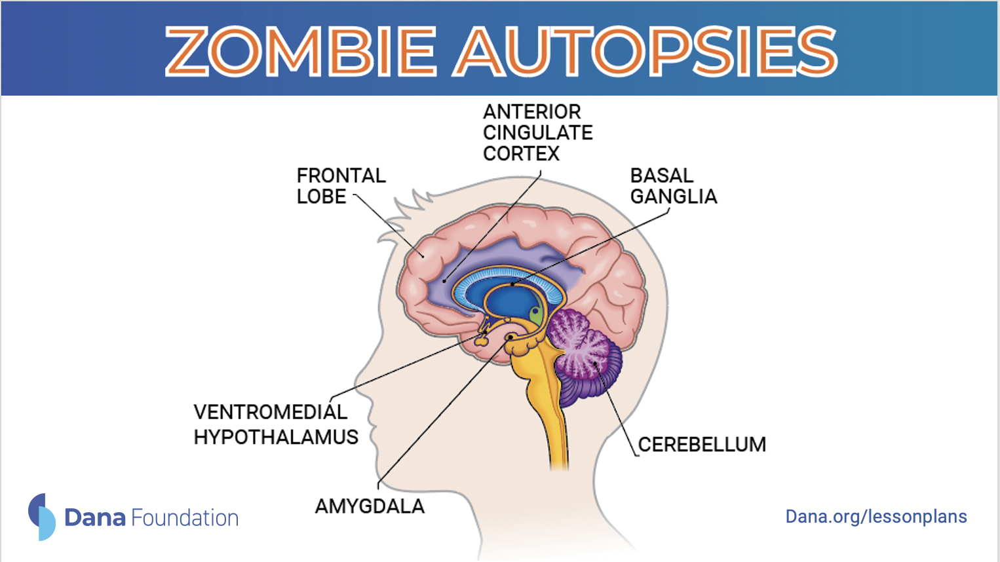 ZOMBIE AUTOPSIES
ANTERIOR
CINGULATE
CORTEX
FRONTAL
LOBE
BASAL
GANGLIA
VENTROMEDIAL
HYPOTHALAMUS
CEREBELLUM
AMYGDALA
Dana Foundation
Dana.org/lessonplans